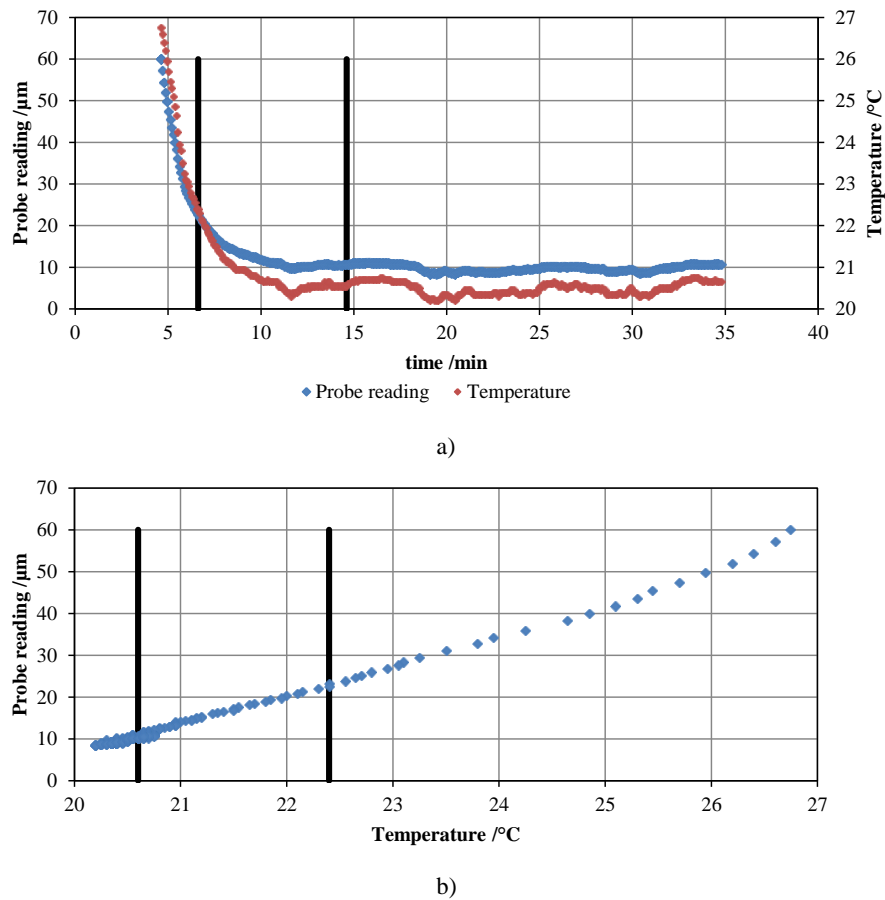 70 27
60 26
50 25
40 24
30 23
20 22
10 21
0 20
Probe reading /µm
Temperature /°C
0 5 10 15 20 25 30 35 40
time /min
Probe reading Temperature
a)
70
60
50
40
30
20
10
0
Probe reading /µm
20 21 22 23 24 25 26 27
Temperature /°C
b)